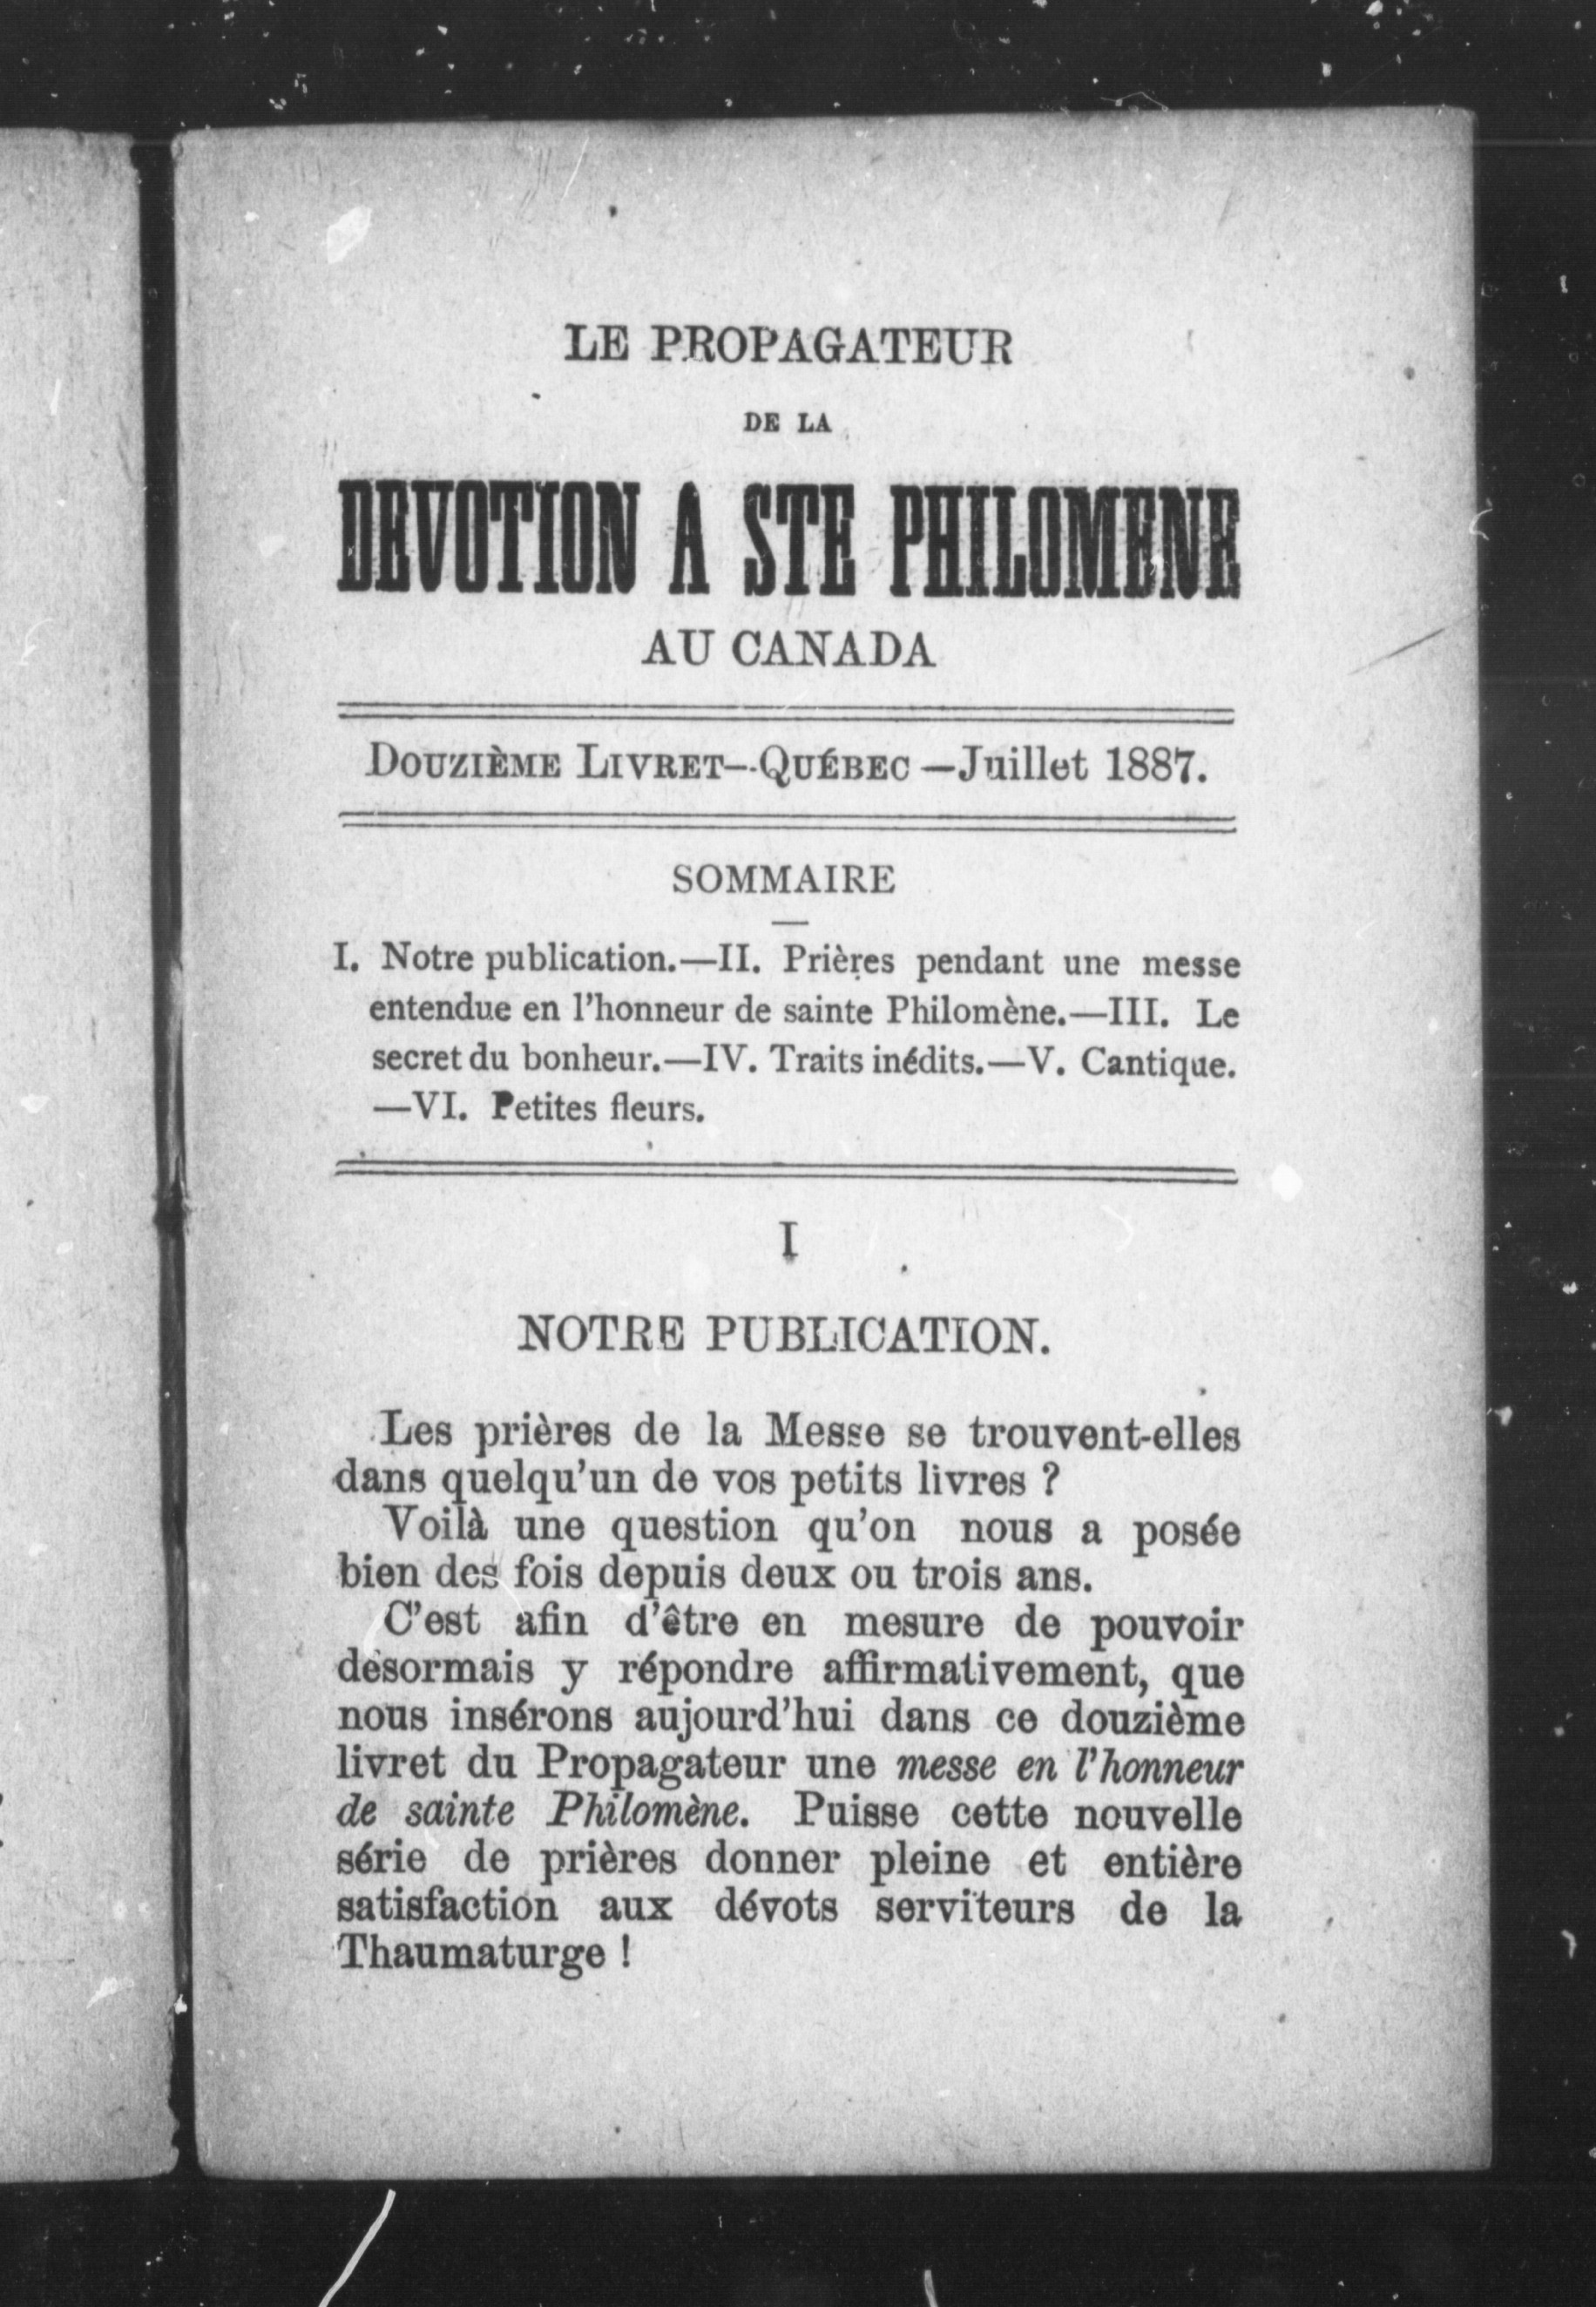 LE PROPAGATEUR
DE LA
DEVOTION A STE PHILOMENE
AU CANADA
DOUZIÈME LIVRET—QUÉBEC—Juillet 1887.
SOMMAIRE
I. Notre publication.—II. Prières pendant une messe
entendue en l'honneur de sainte Philomène.—III. Le
secret du bonheur.—IV. Traits inédits.—V. Cantique.
—VI. Petites fleurs.
I
NOTRE PUBLICATION.
Les prières de la Messe se trouvent-elles
dans quelqu'un de vos petits livres ?
Voilà une question qu'on nous a posée
bien des fois depuis deux ou trois ans.
C'est afin d'être en mesure de pouvoir
désormais y répondre affirmativement, que
nous insérons aujourd'hui dans ce douzième
livret du Propagateur une messe en l'honneur
de sainte Philomène. Puisse cette nouvelle
série de prières donner pleine et entière
satisfaction aux dévots serviteurs de la
Thaumaturge !